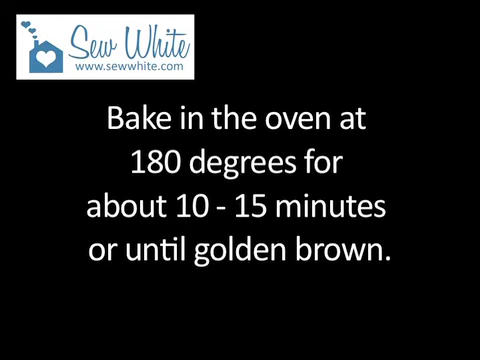 Sew White
www.sewwhite.com
Bake in the oven at
180 degrees for
about 10 - 15 minutes
or until golden brown.